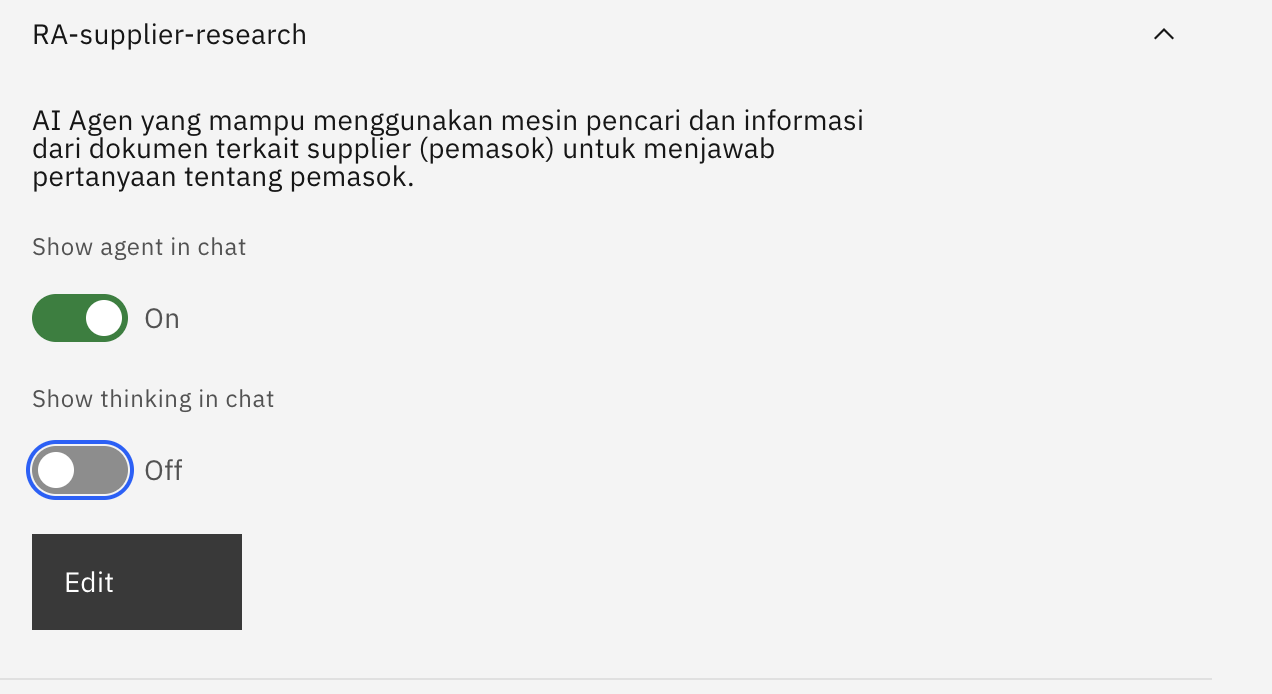 RA-supplier-research
AI Agen yang mampu menggunakan mesin pencari dan informasi
dari dokumen terkait supplier (pemasok) untuk menjawab
pertanyaan tentang pemasok.
Show agent in chat
On
Show thinking in chat
Off
Edit